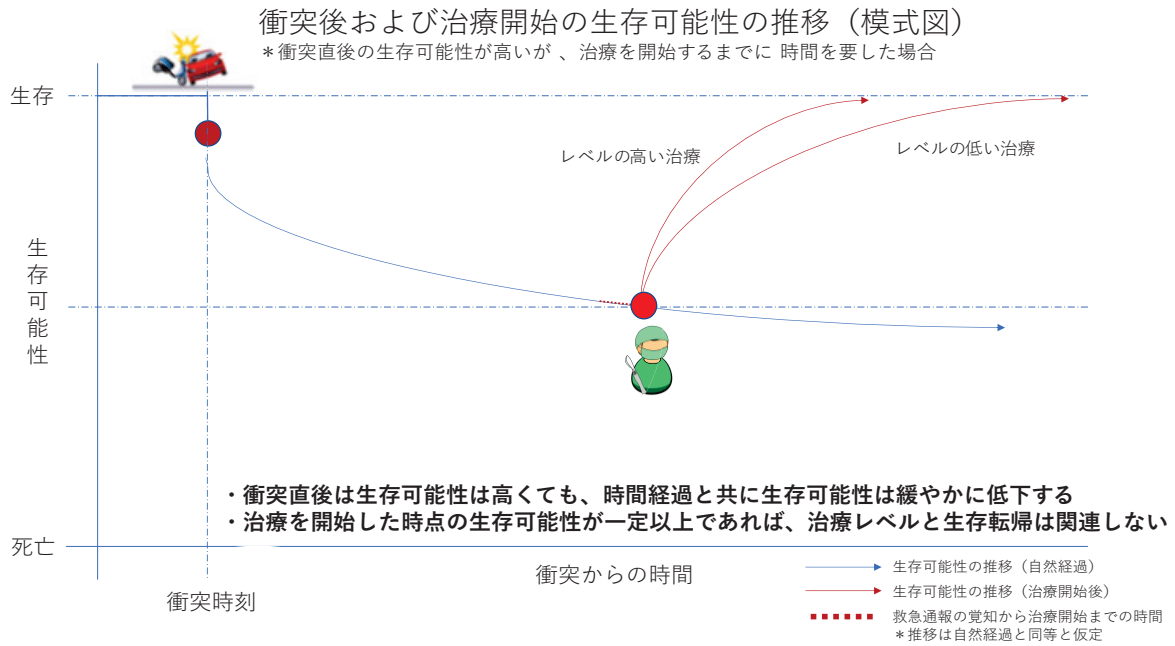 衝突後および治療開始の生存可能性の推移（模式図）
＊衝突直後の生存可能性が高いが 、治療を開始するまでに 時間を要した場合
生存
レベルの高い治療
レベルの低い治療
生存可能性
・衝突直後は生存可能性は高くても、時間経過と共に生存可能性は緩やかに低下する
・治療を開始した時点の生存可能性が一定以上であれば、治療レベルと生存転帰は関連しない
死亡
衝突からの時間
衝突時刻
生存可能性の推移（自然経過）
生存可能性の推移（治療開始後）
救急通報の覚知から治療開始までの時間
＊推移は自然経過と同等と仮定